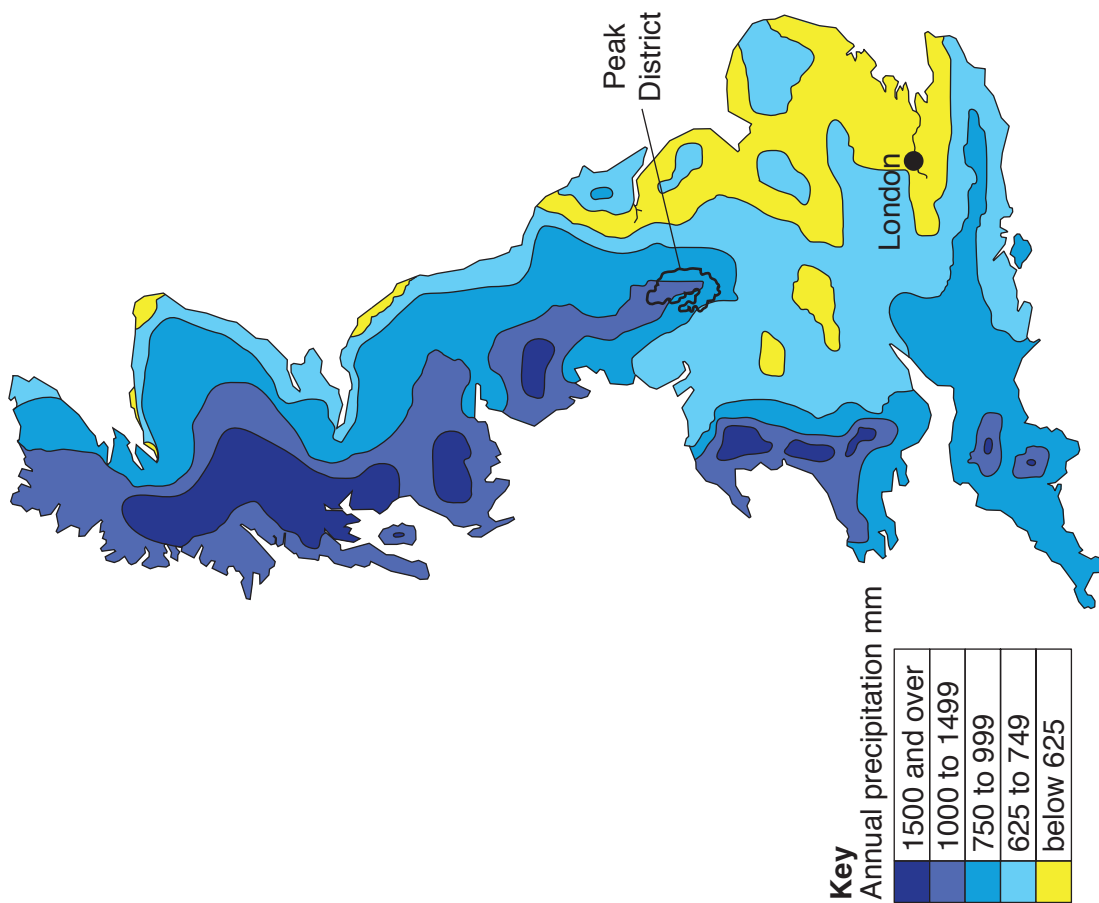 Peak
District
London
Key
Annual precipitation mm
1500 and over
1000 to 1499
750 to 999
625 to 749
below 625